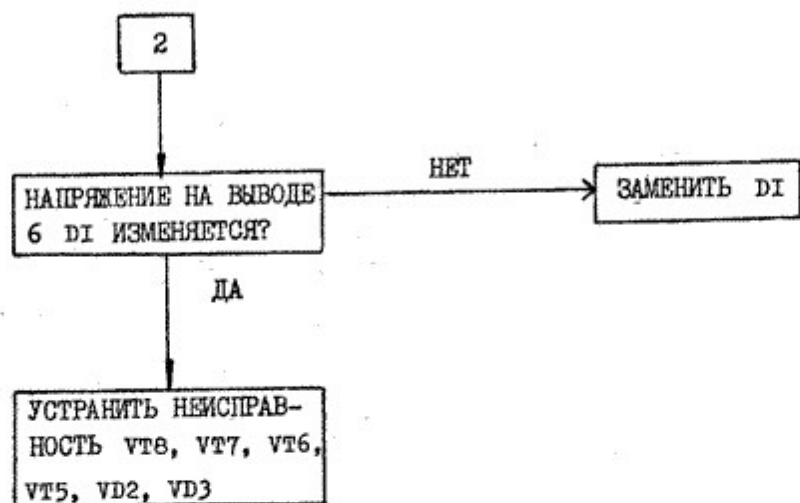 2
НАПРЯЖЕНИЕ НА ВЫВОДЕ
6 DI ИЗМЕНЯЕТСЯ?
НЕТ
ЗАМЕНИТЬ DI
ДА
УСТРАНИТЬ НЕИСПРАВ-
НОСТЬ VT8, VT7, VT6,
VT5, VD2, VD3